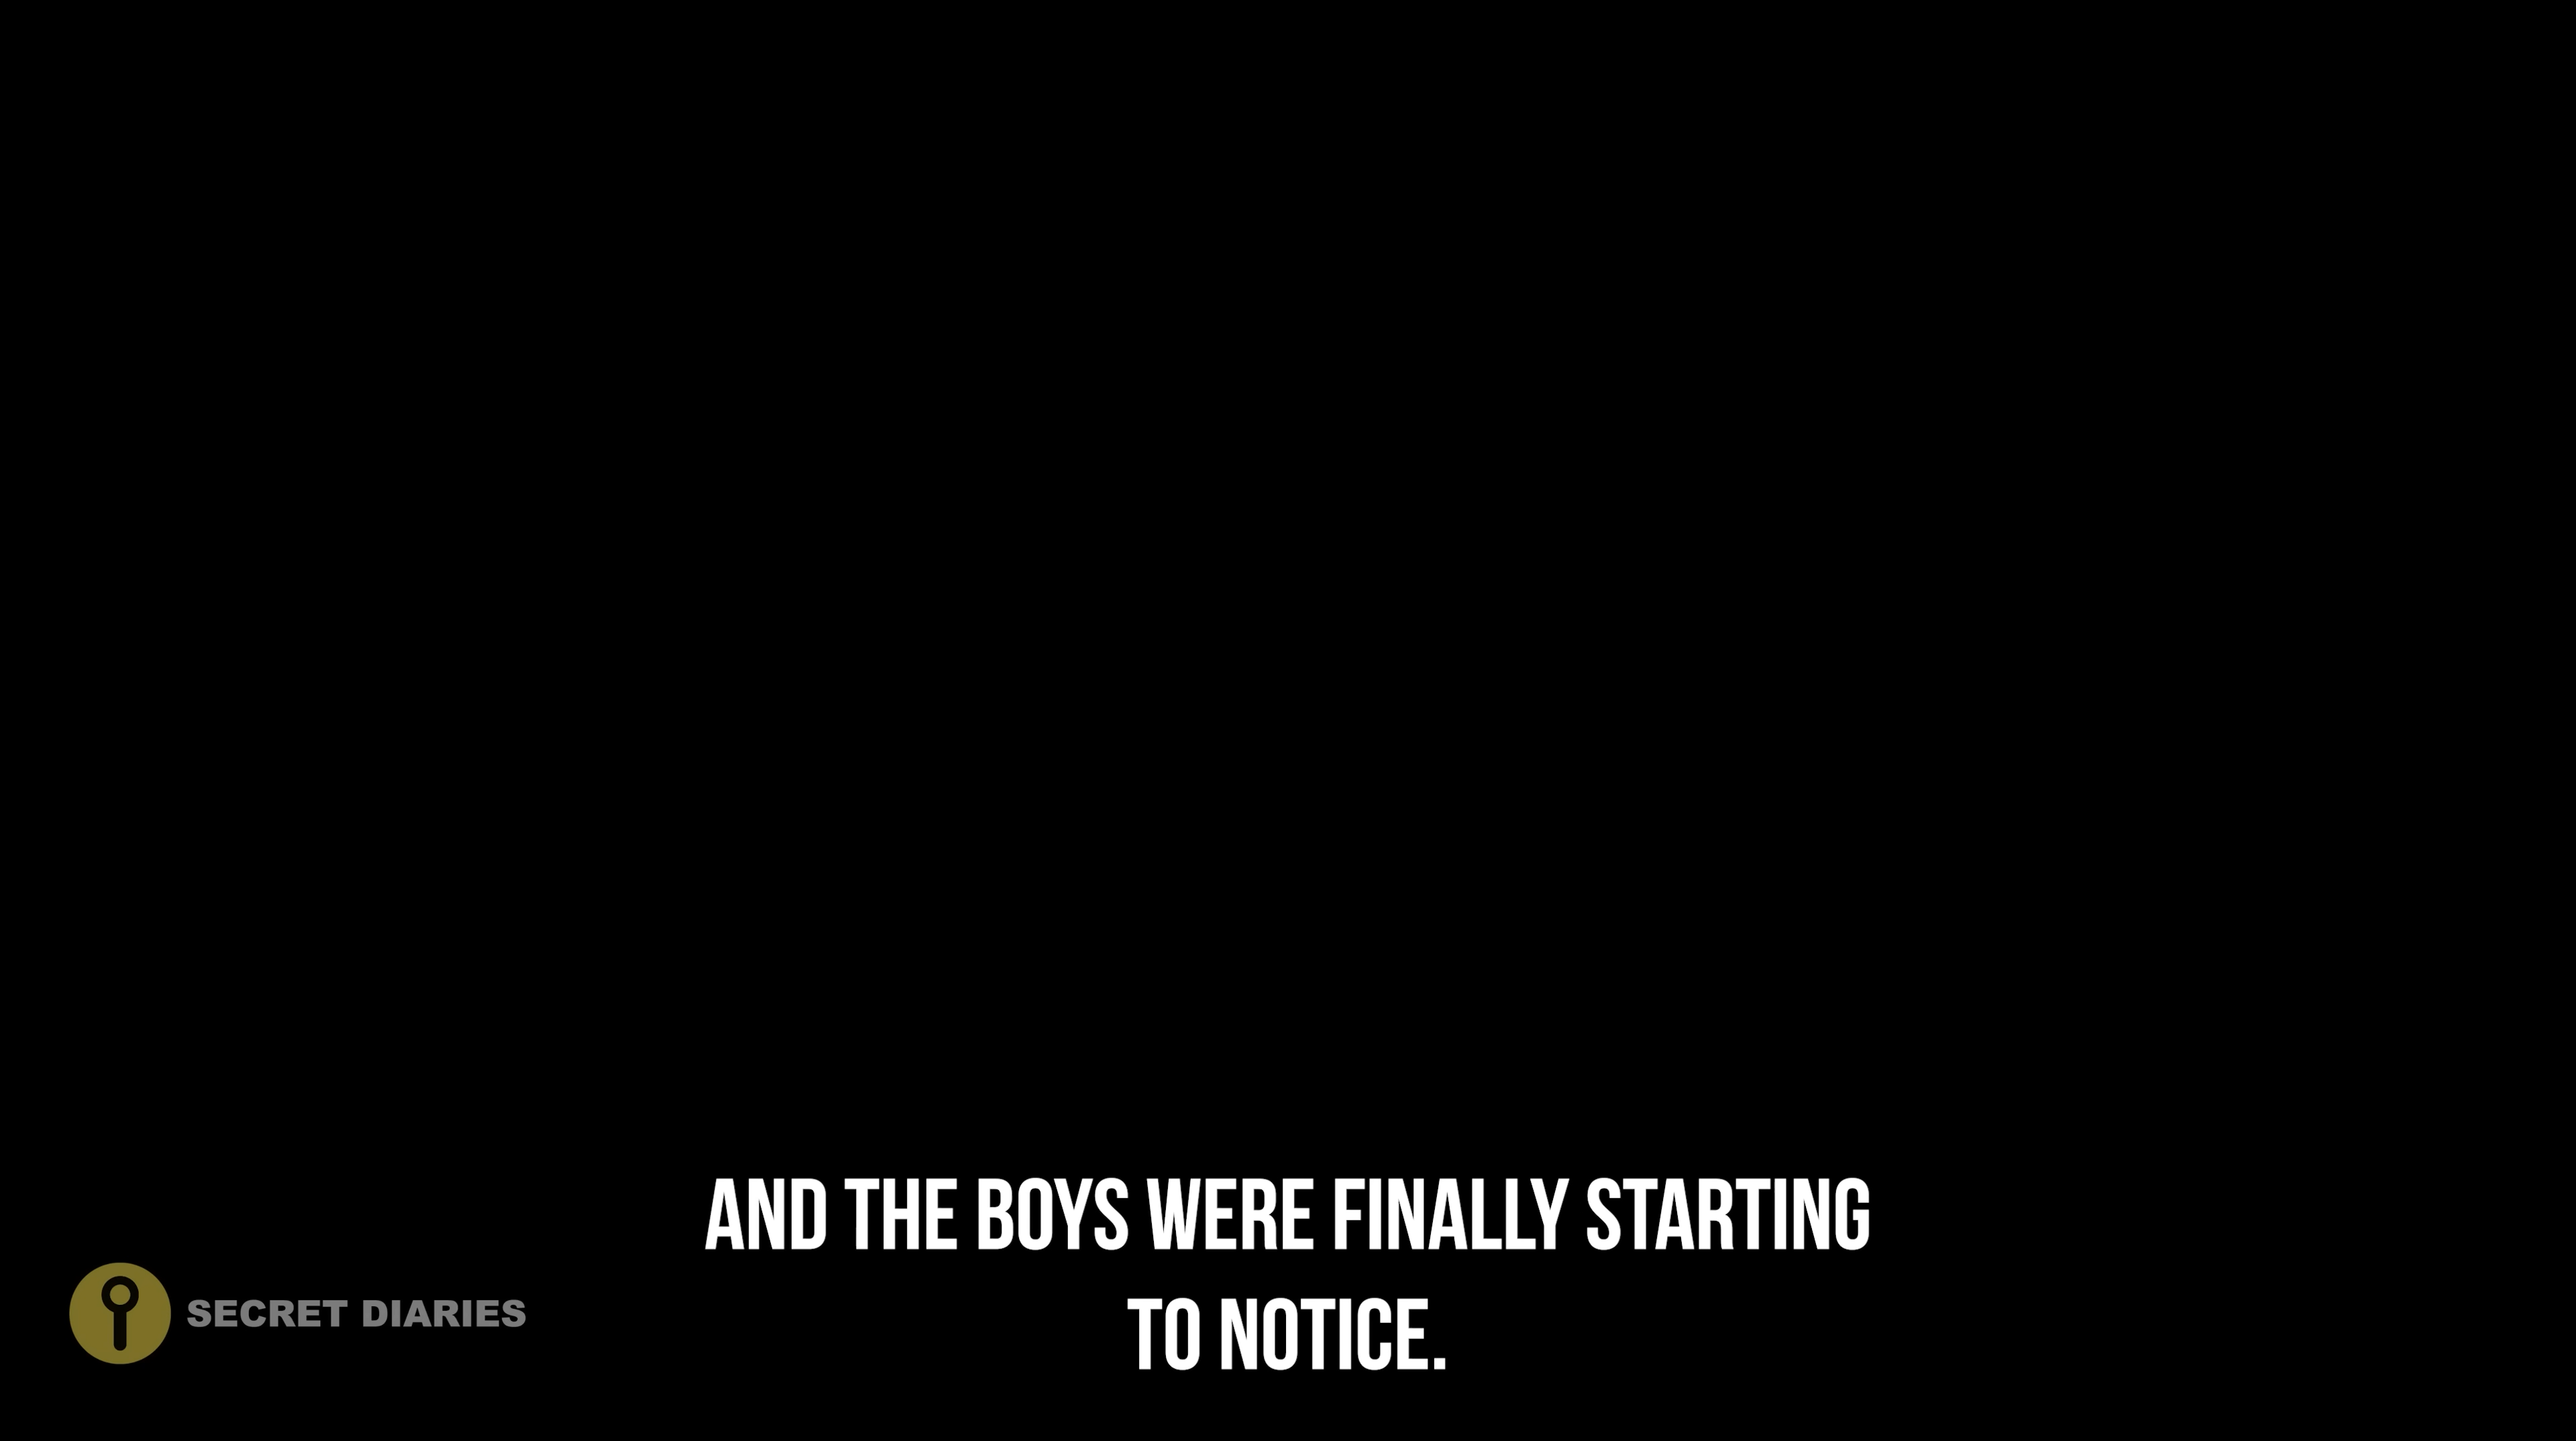 AND THE BOYS WERE FINALLY STARTING
TO NOTICE.
SECRET DIARIES